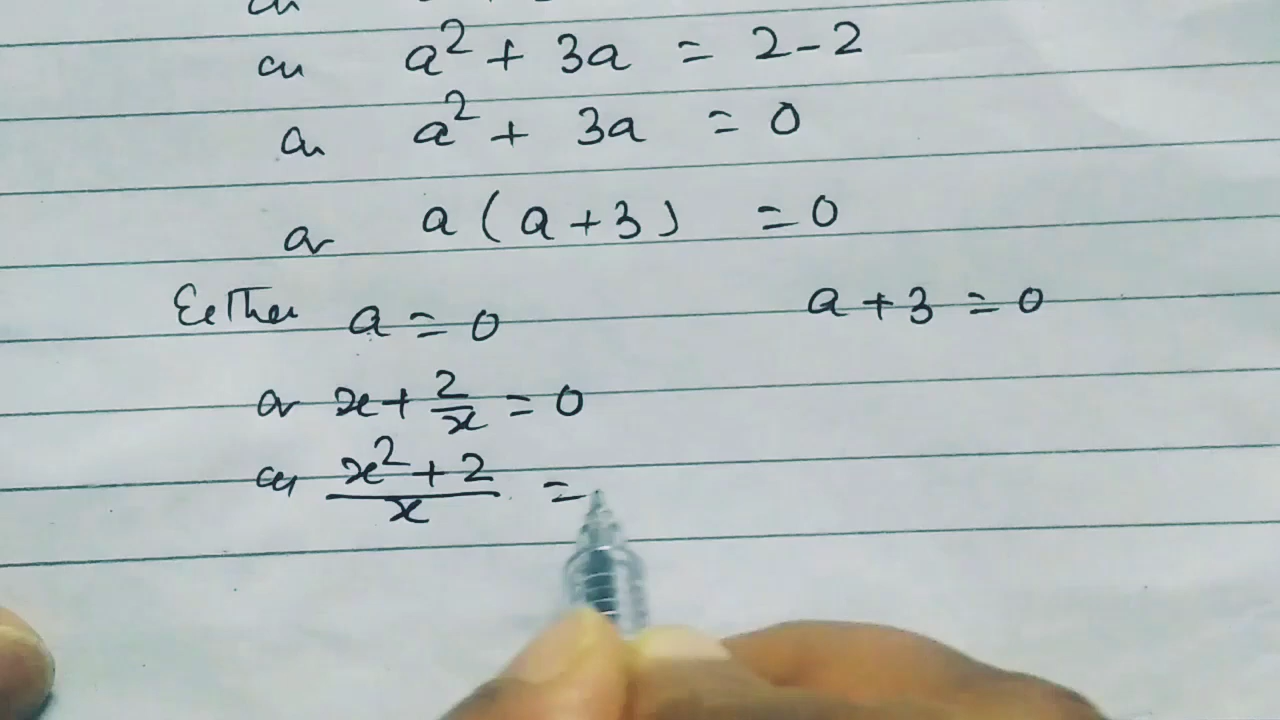 or a² + 3a = 2-2
or a² + 3a = 0
or a (a+3) = 0
Either a = 0 a + 3 = 0
or x + 2/x = 0
or x² + 2 / x =